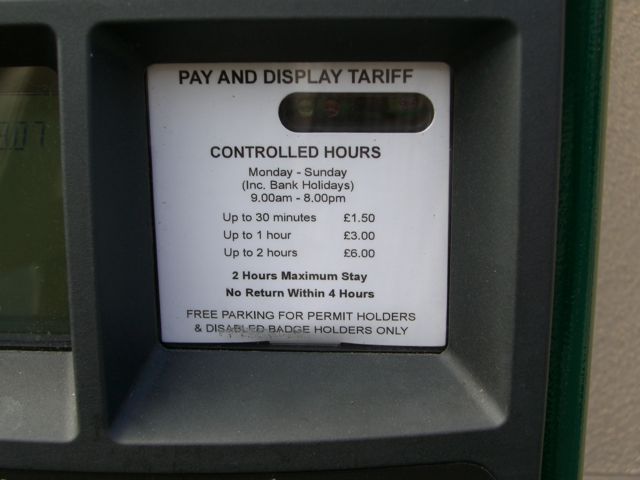 PAY AND DISPLAY TARIFF
CONTROLLED HOURS
Monday - Sunday
(Inc. Bank Holidays)
9.00am - 8.00pm
Up to 30 minutes £1.50
Up to 1 hour £3.00
Up to 2 hours £6.00
2 Hours Maximum Stay
No Return Within 4 Hours
FREE PARKING FOR PERMIT HOLDERS
& DISABLED BADGE HOLDERS ONLY